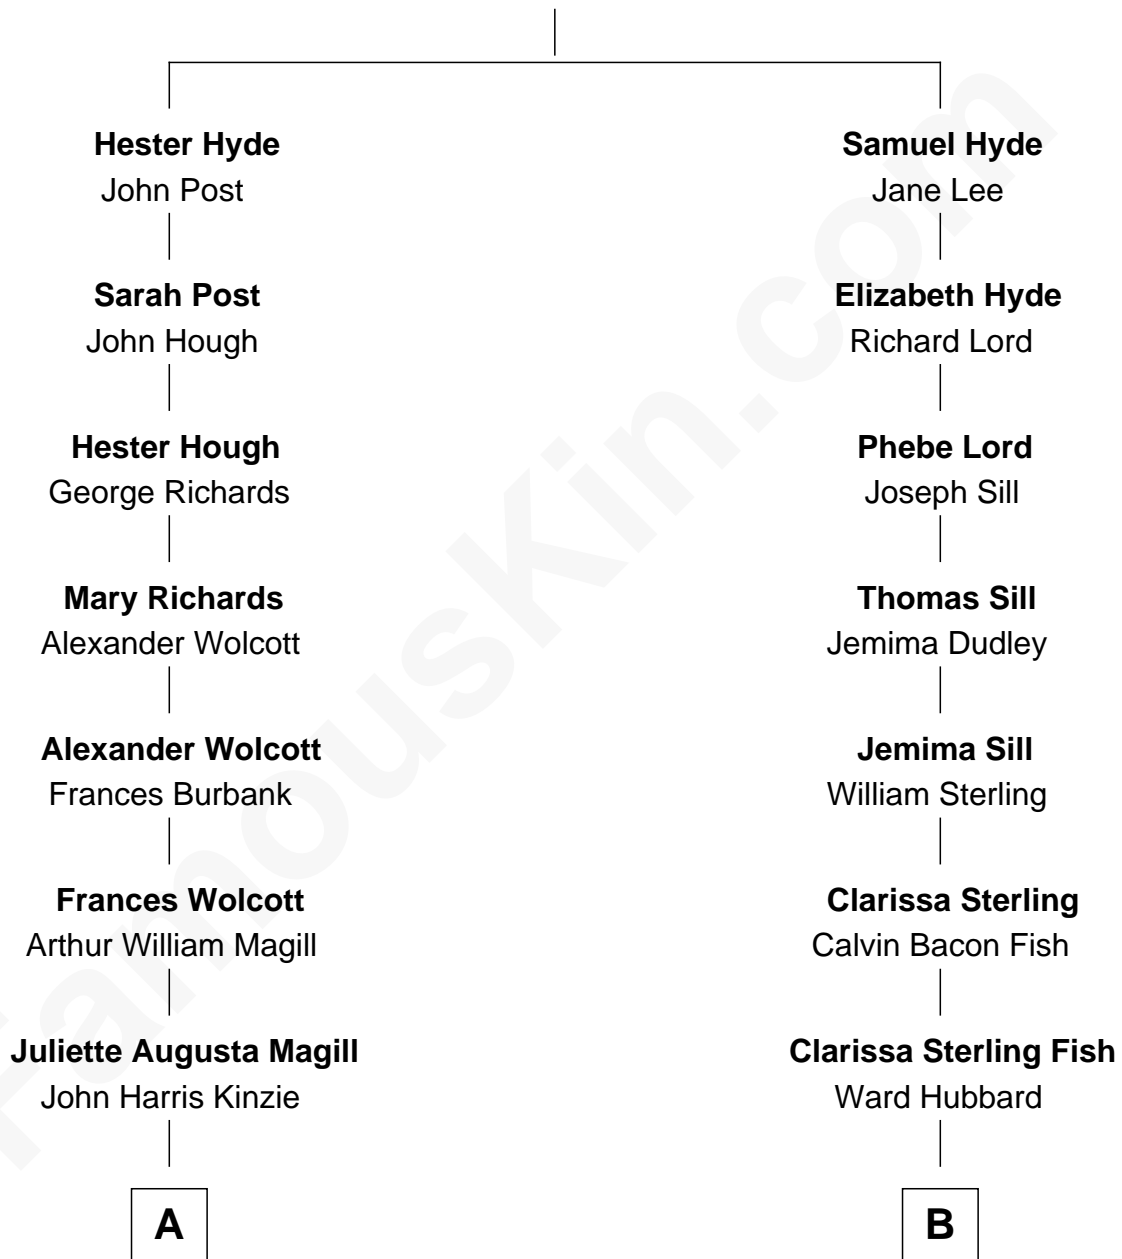 Hester Hyde
John Post
Sarah Post
John Hough
Hester Hough
George Richards
Mary Richards
Alexander Wolcott
Alexander Wolcott
Frances Burbank
Frances Wolcott
Arthur William Magill
Juliette Augusta Magill
John Harris Kinzie
A
Samuel Hyde
Jane Lee
Elizabeth Hyde
Richard Lord
Phebe Lord
Joseph Sill
Thomas Sill
Jemima Dudley
Jemima Sill
William Sterling
Clarissa Sterling
Calvin Bacon Fish
Clarissa Sterling Fish
Ward Hubbard
B
FamousKin.com